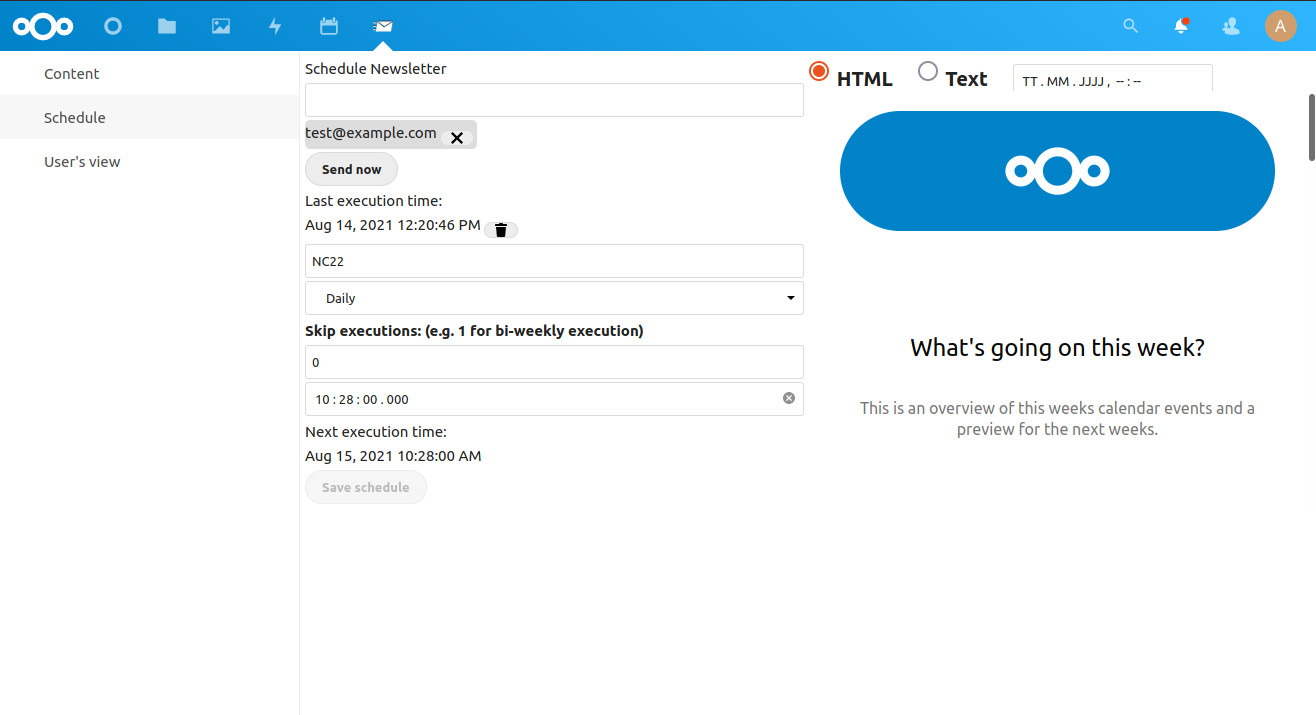 A
Content
Schedule
User's view
Schedule Newsletter
test@example.com
Send now
Last execution time:
Aug 14, 2021 12:20:46 PM
NC22
Daily
Skip executions: (e.g. 1 for bi-weekly execution)
0
10 : 28 : 00 . 000
Next execution time:
Aug 15, 2021 10:28:00 AM
Save schedule
HTML
Text
TT . MM . JJJJ , -- : --
What's going on this week?
This is an overview of this weeks calendar events and a
preview for the next weeks.